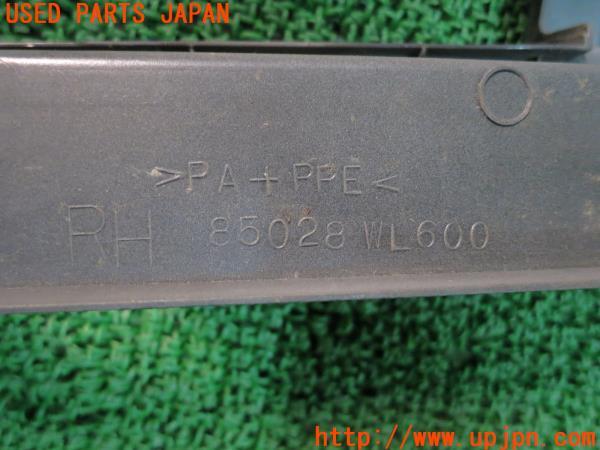 USED PARTS JAPAN
>PA+PPE<
RH 85028 WL600
http://www.upjpn.com/